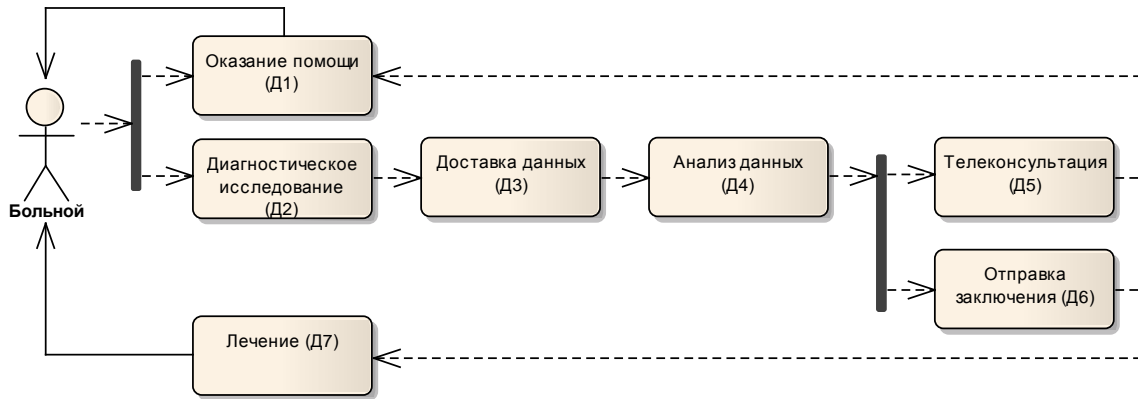 Оказание помощи
(Д1)
Больной
Диагностическое
исследование
(Д2)
Доставка данных
(Д3)
Анализ данных
(Д4)
Телеконсультация
(Д5)
Отправка
заключения (Д6)
Лечение (Д7)